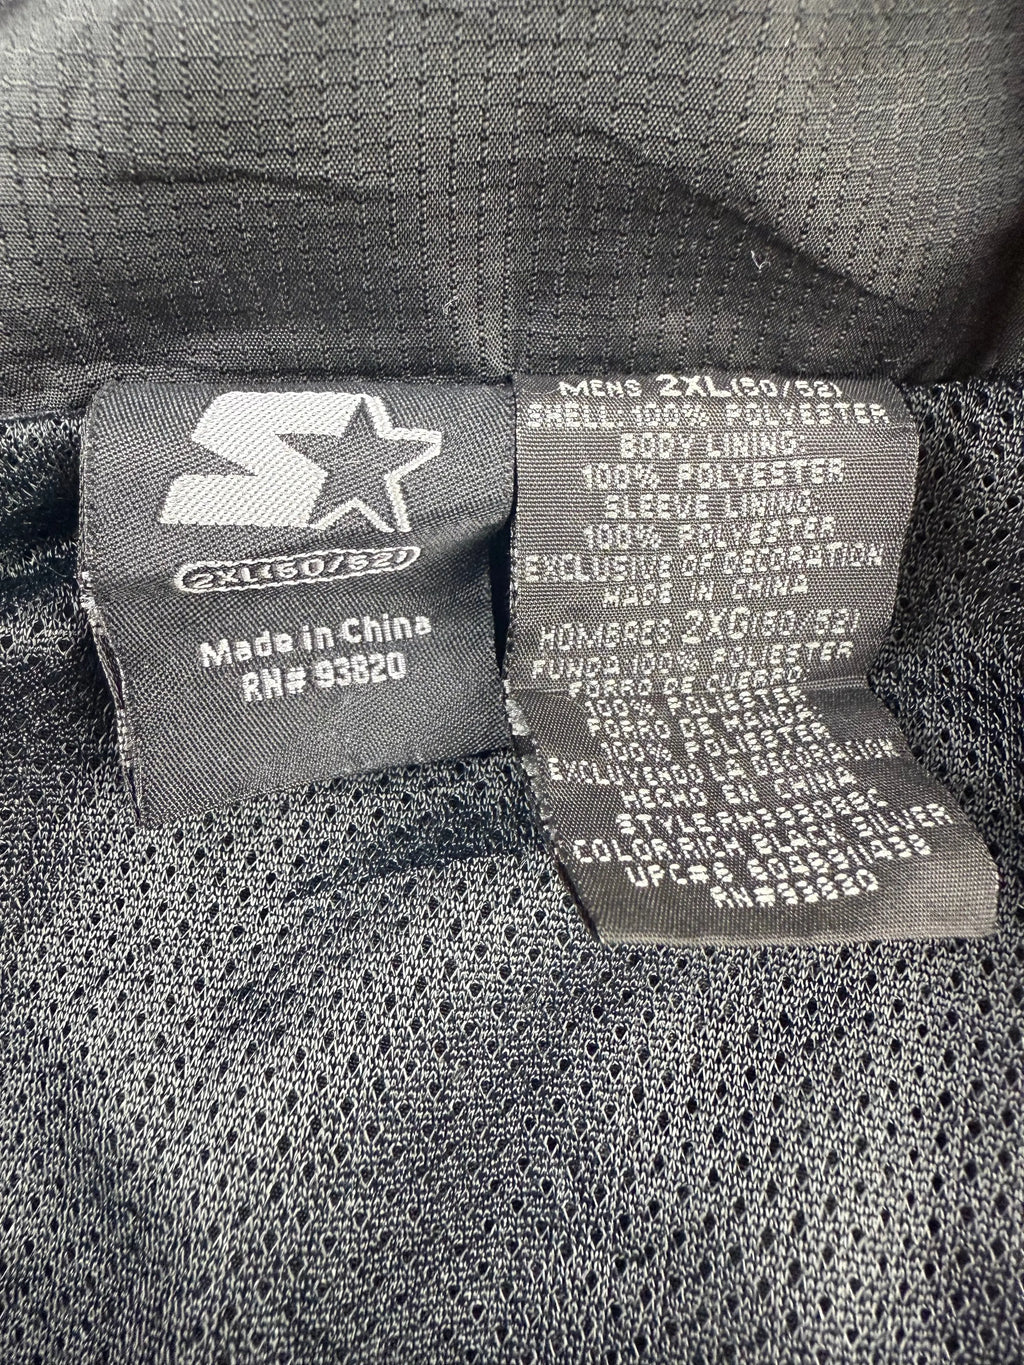 2XL(50/52)
Made in China
RN# 93820
MENS 2XL(50/52)
SHELL 100% POLYESTER
BODY LINING:
100% POLYESTER
SLEEVE LINING:
100% POLYESTER
EXCLUSIVE OF DECORATION
MADE IN CHINA
HOMBRES 2XG(50/52)
FUNDA 100% POLIESTER
FORRO DE CUERPO:
100% POLIESTER
FORRO DE MANGA:
100% POLIESTER
EXCLUYENDO LA DECORACION
HECHO EN CHINA
COLOR:RICH BLACK SILVER
RN#93820